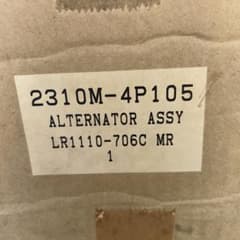 2310M-4P105
ALTERNATOR ASSY
LR1110-706C MR
1